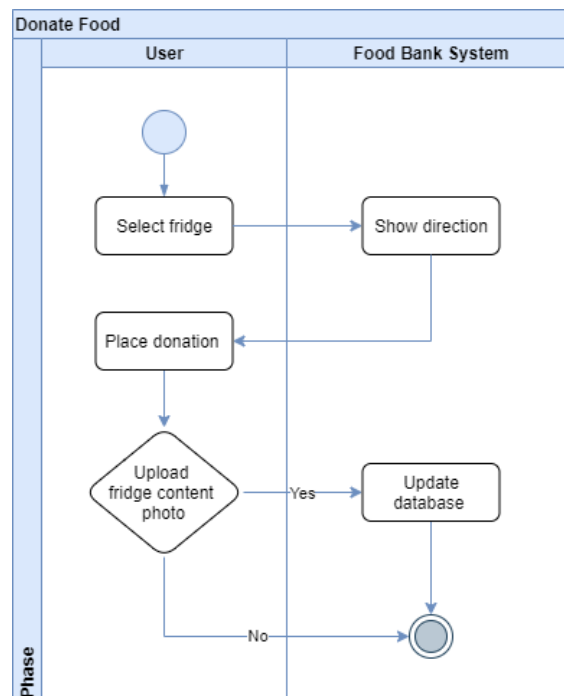 Donate Food
User
Food Bank System
Select fridge
Show direction
Place donation
Upload
fridge content
photo
Yes
Update
database
No
Phase